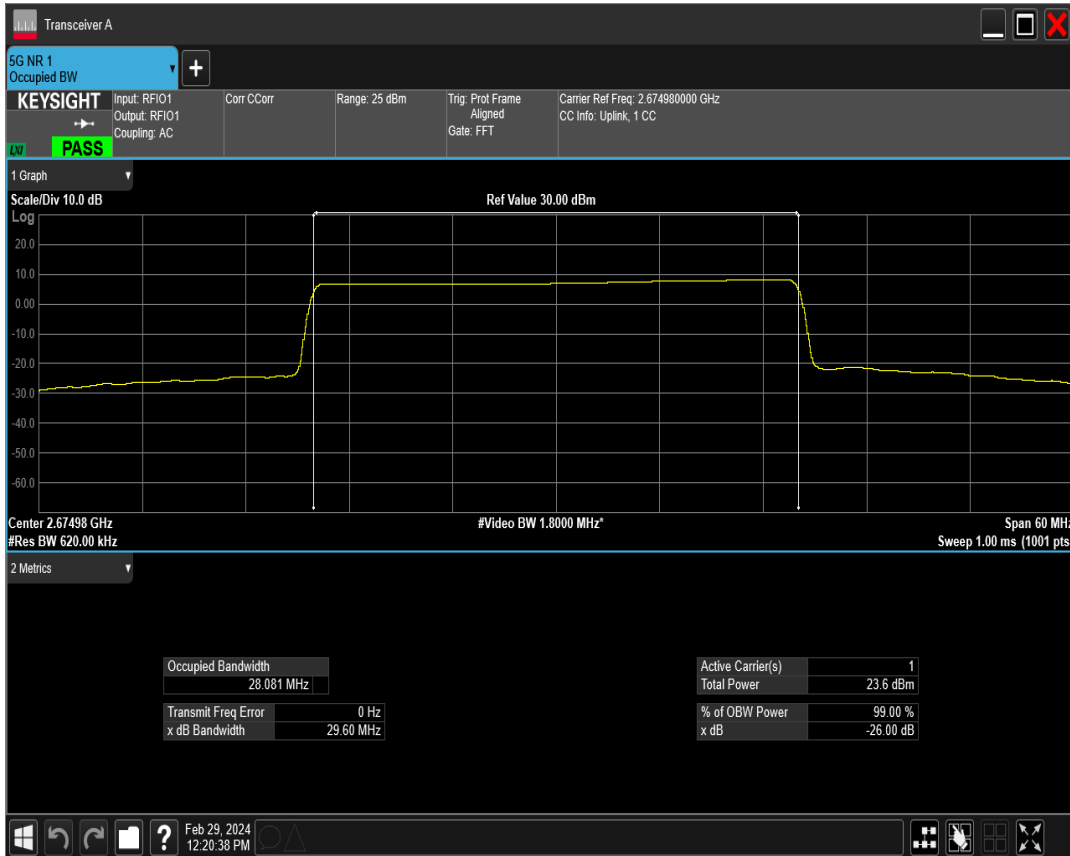 Transceiver A
5G NR 1
Occupied BW
+
KEYSIGHT
Input: RFIO1
Output: RFIO1
Coupling: AC
LXI
PASS
Corr CCorr
Range: 25 dBm
Trig: Prot Frame
Aligned
Gate: FFT
Carrier Ref Freq: 2.674980000 GHz
CC Info: Uplink, 1 CC
1 Graph
Scale/Div 10.0 dB
Ref Value 30.00 dBm
Log
20.0
10.0
0.00
-10.0
-20.0
-30.0
-40.0
-50.0
-60.0
Center 2.67498 GHz
#Video BW 1.8000 MHz*
Span 60 MHz
#Res BW 620.00 kHz
Sweep 1.00 ms (1001 pts
2 Metrics
Occupied Bandwidth
28.081 MHz
Transmit Freq Error 0 Hz
x dB Bandwidth 29.60 MHz
Active Carrier(s) 1
Total Power 23.6 dBm
% of OBW Power 99.00 %
x dB -26.00 dB
?
Feb 29, 2024
12:20:38 PM